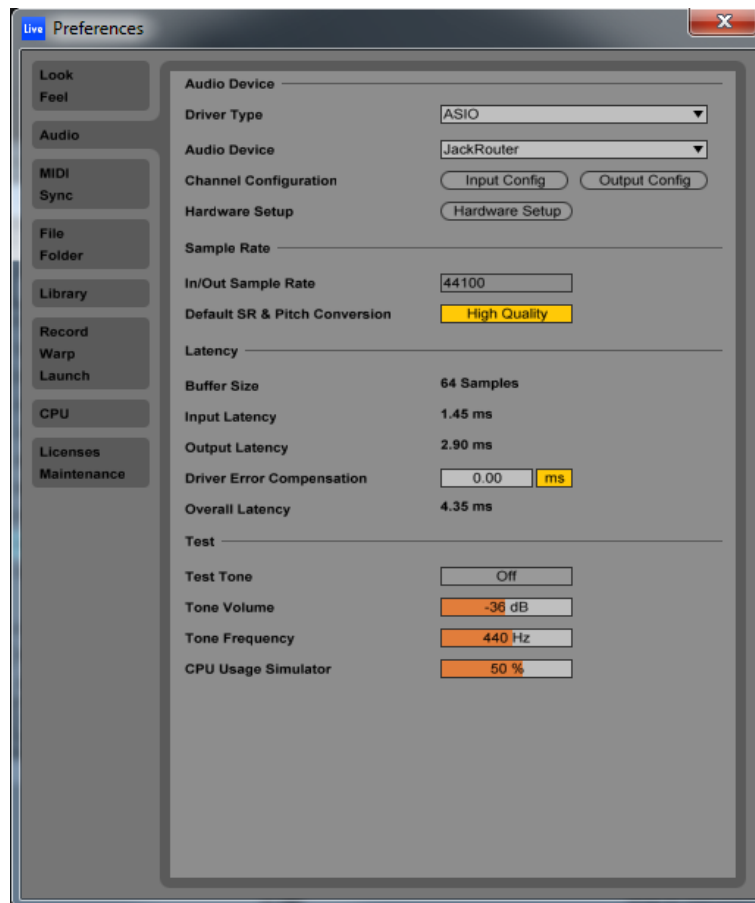 Live Preferences
Look
Feel
Audio
MIDI
Sync
File
Folder
Library
Record
Warp
Launch
CPU
Licenses
Maintenance
Audio Device
Driver Type ASIO
Audio Device JackRouter
Channel Configuration Input Config Output Config
Hardware Setup Hardware Setup
Sample Rate
In/Out Sample Rate 44100
Default SR & Pitch Conversion High Quality
Latency
Buffer Size 64 Samples
Input Latency 1.45 ms
Output Latency 2.90 ms
Driver Error Compensation 0.00 ms
Overall Latency 4.35 ms
Test
Test Tone Off
Tone Volume -36 dB
Tone Frequency 440 Hz
CPU Usage Simulator 50 %